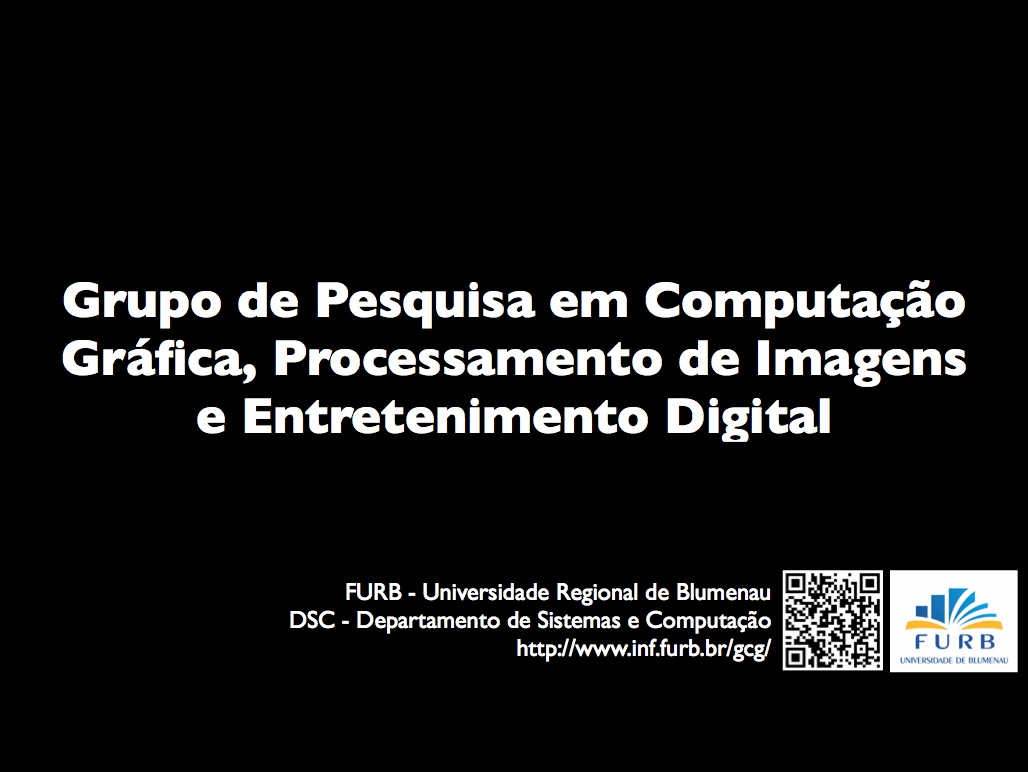 Grupo de Pesquisa em Computação
Gráfica, Processamento de Imagens
e Entretenimento Digital
FURB - Universidade Regional de Blumenau
DSC - Departamento de Sistemas e Computação
http://www.inf.furb.br/gcg/
FURB
UNIVERSIDADE DE BLUMENAU